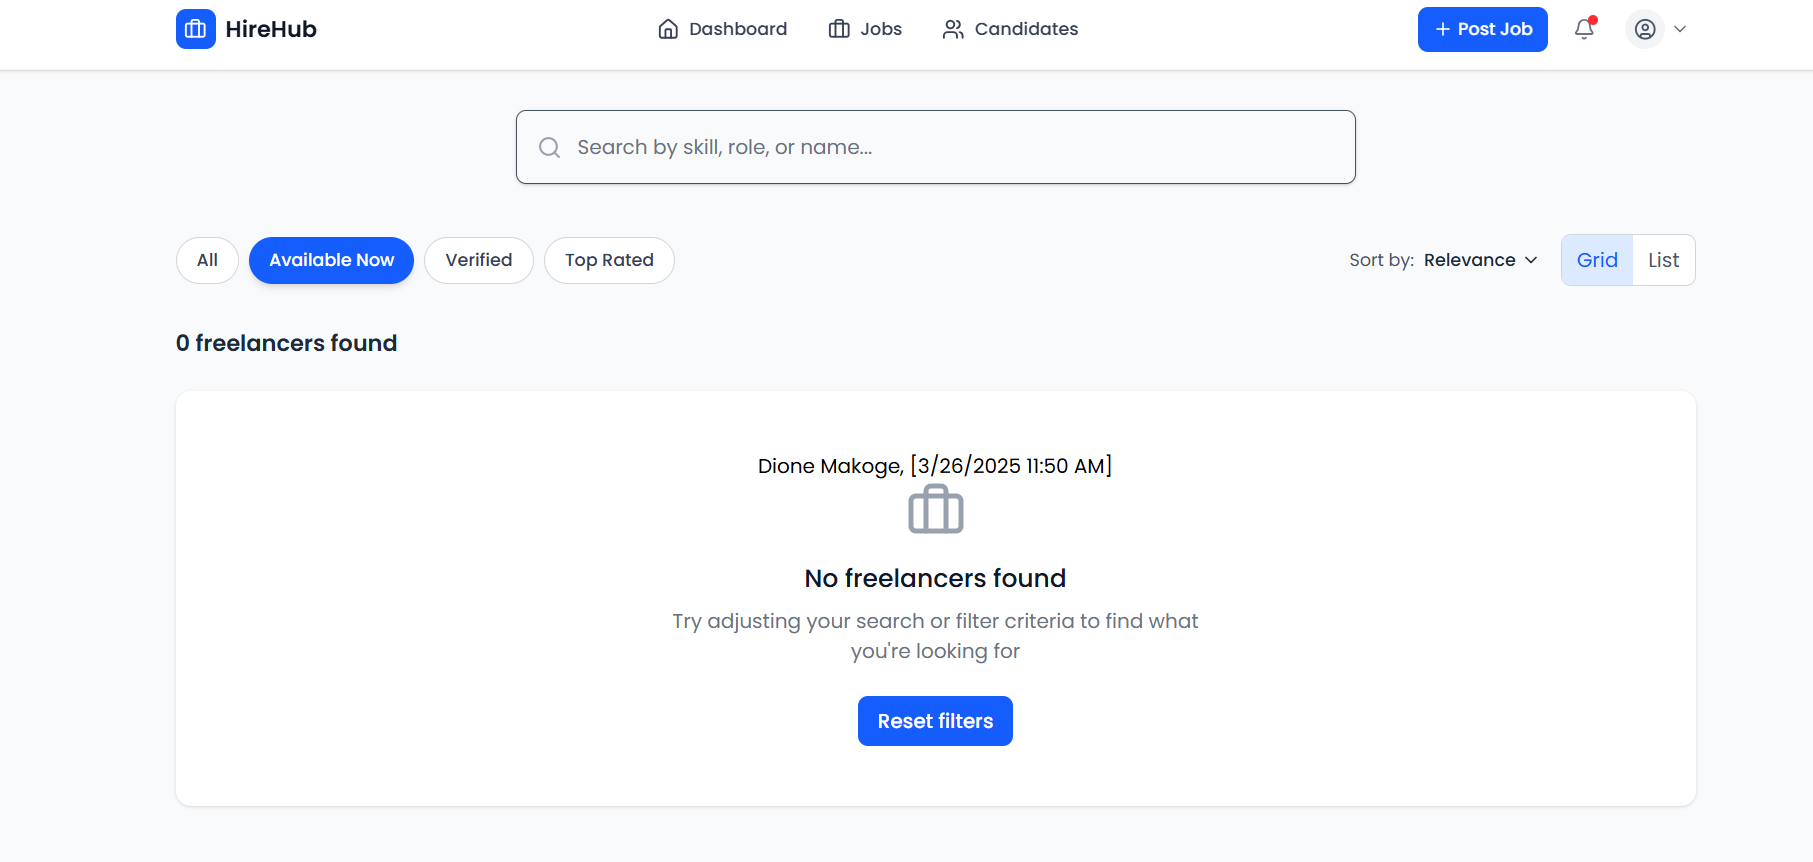 HireHub
Dashboard
Jobs
Candidates
+ Post Job
Search by skill, role, or name...
All
Available Now
Verified
Top Rated
Sort by: Relevance
Grid
List
0 freelancers found
Dione Makoge, [3/26/2025 11:50 AM]
No freelancers found
Try adjusting your search or filter criteria to find what
you're looking for
Reset filters